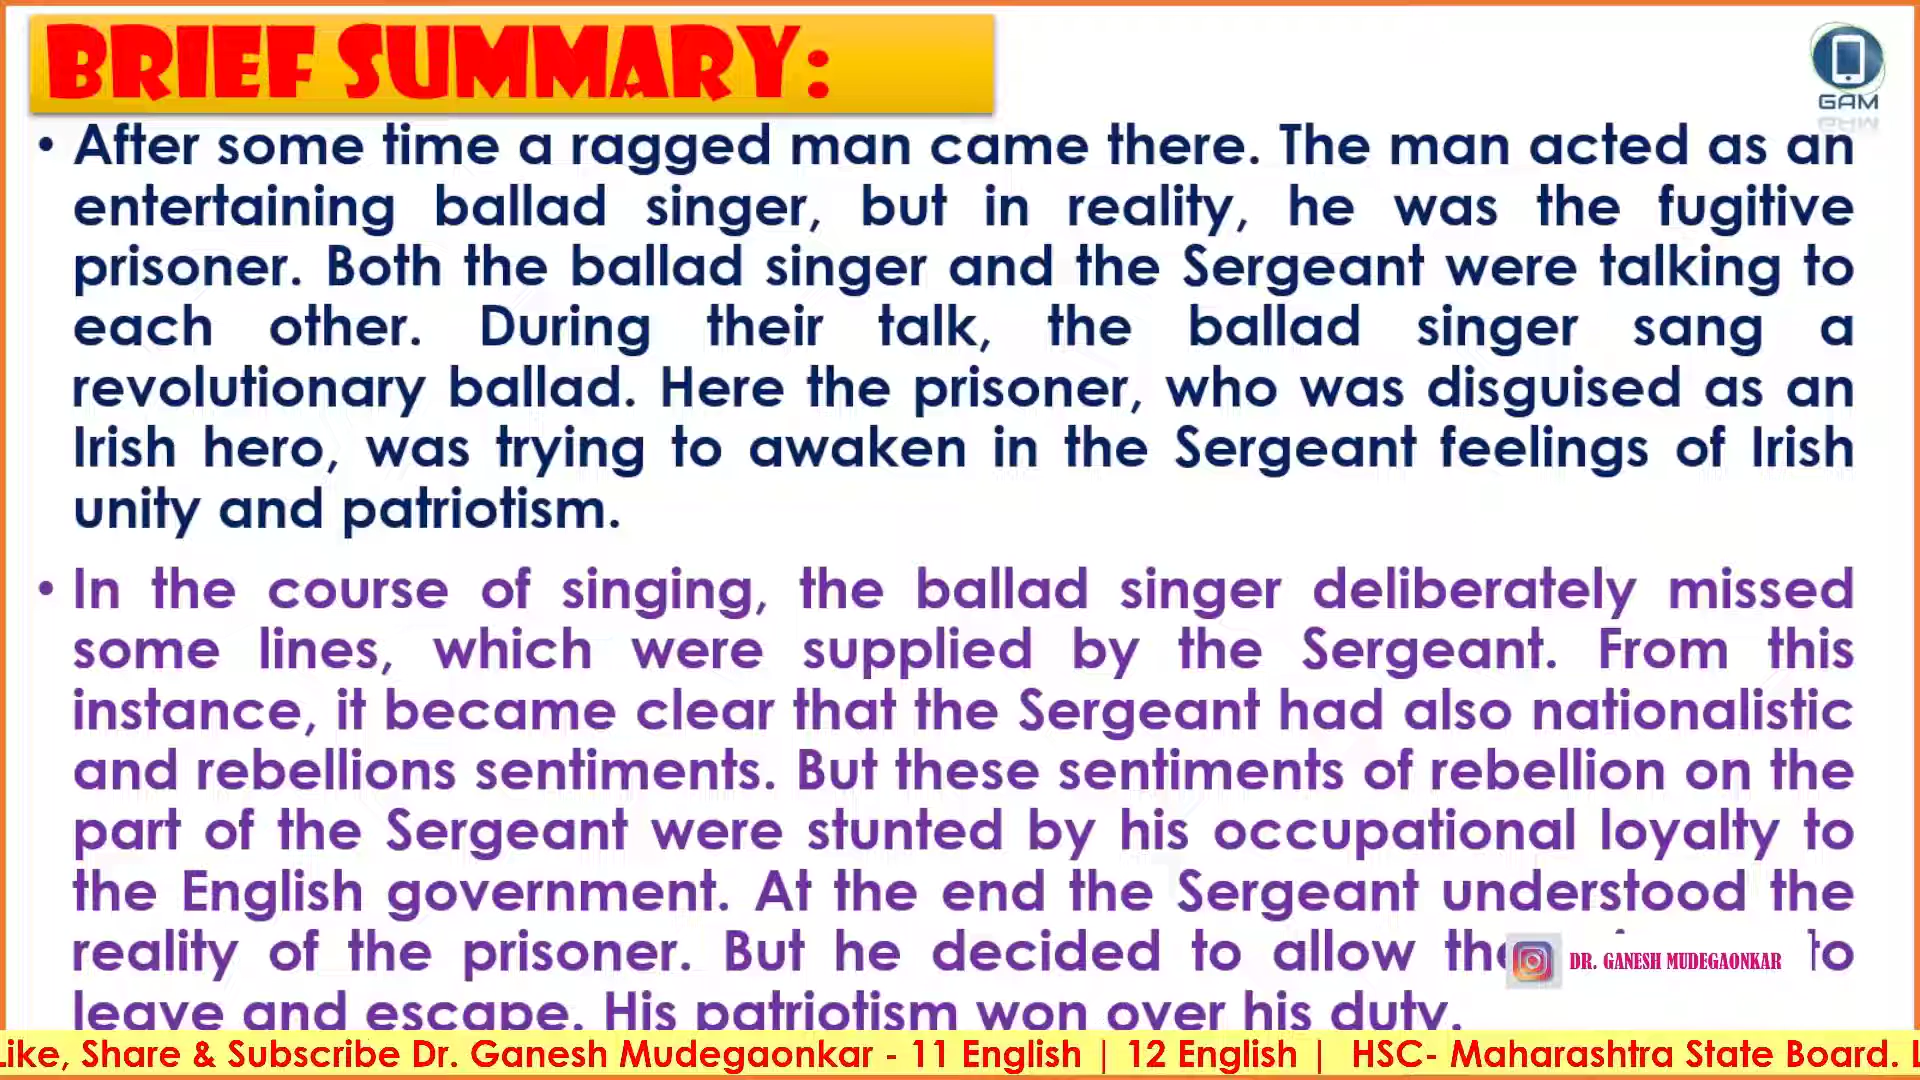 BRIEF SUMMARY:
GAM
• After some time a ragged man came there. The man acted as an
entertaining ballad singer, but in reality, he was the fugitive
prisoner. Both the ballad singer and the Sergeant were talking to
each other. During their talk, the ballad singer sang a
revolutionary ballad. Here the prisoner, who was disguised as an
Irish hero, was trying to awaken in the Sergeant feelings of Irish
unity and patriotism.
• In the course of singing, the ballad singer deliberately missed
some lines, which were supplied by the Sergeant. From this
instance, it became clear that the Sergeant had also nationalistic
and rebellions sentiments. But these sentiments of rebellion on the
part of the Sergeant were stunted by his occupational loyalty to
the English government. At the end the Sergeant understood the
reality of the prisoner. But he decided to allow the to
DR. GANESH MUDEGAONKAR
leave and escape. His patriotism won over his duty.
Like, Share & Subscribe Dr. Ganesh Mudegaonkar - 11 English | 12 English | HSC- Maharashtra State Board. L